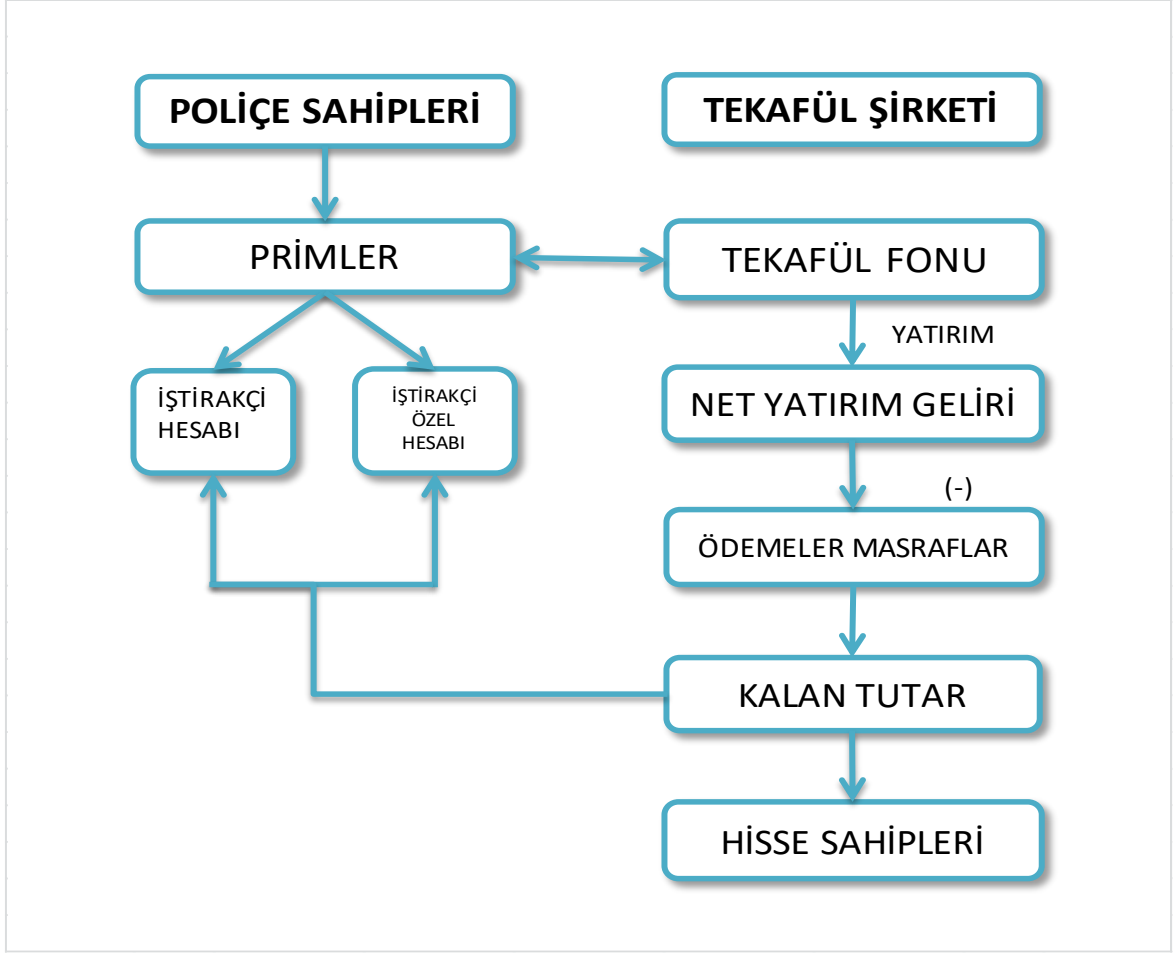 POLİÇE SAHİPLERİ
TEKAFÜL ŞİRKETİ
PRİMLER
TEKAFÜL FONU
YATIRIM
İŞTİRAKÇİ
HESABI
İŞTİRAKÇİ
ÖZEL
HESABI
NET YATIRIM GELİRİ
(-)
ÖDEMELER MASRAFLAR
KALAN TUTAR
HİSSE SAHİPLERİ